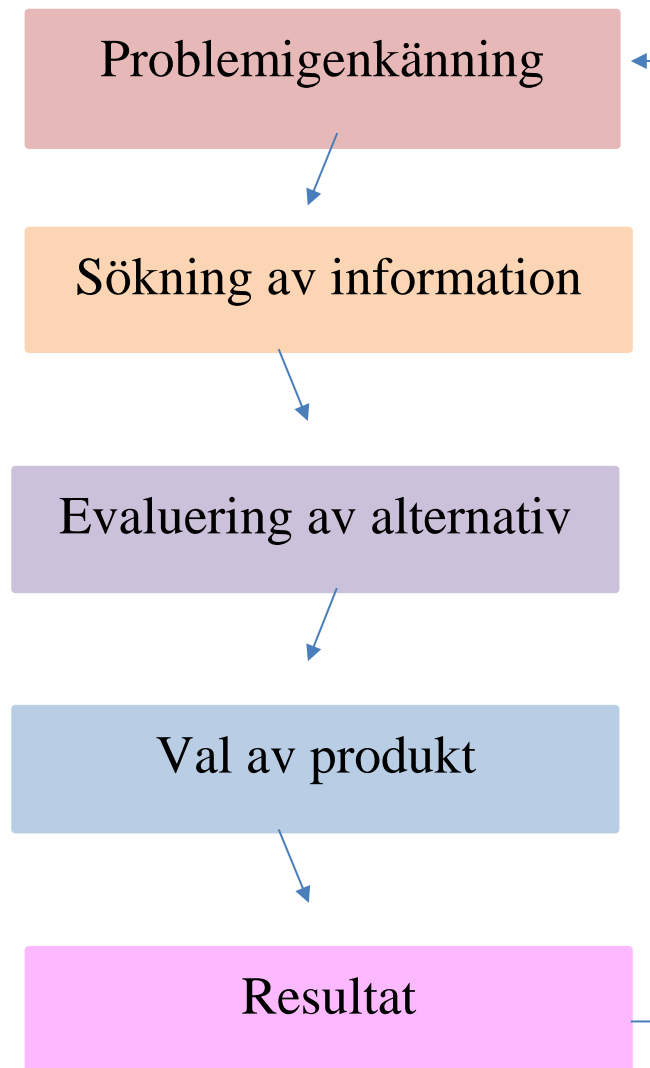 Problemigenkänning
Sökning av information
Evaluering av alternativ
Val av produkt
Resultat